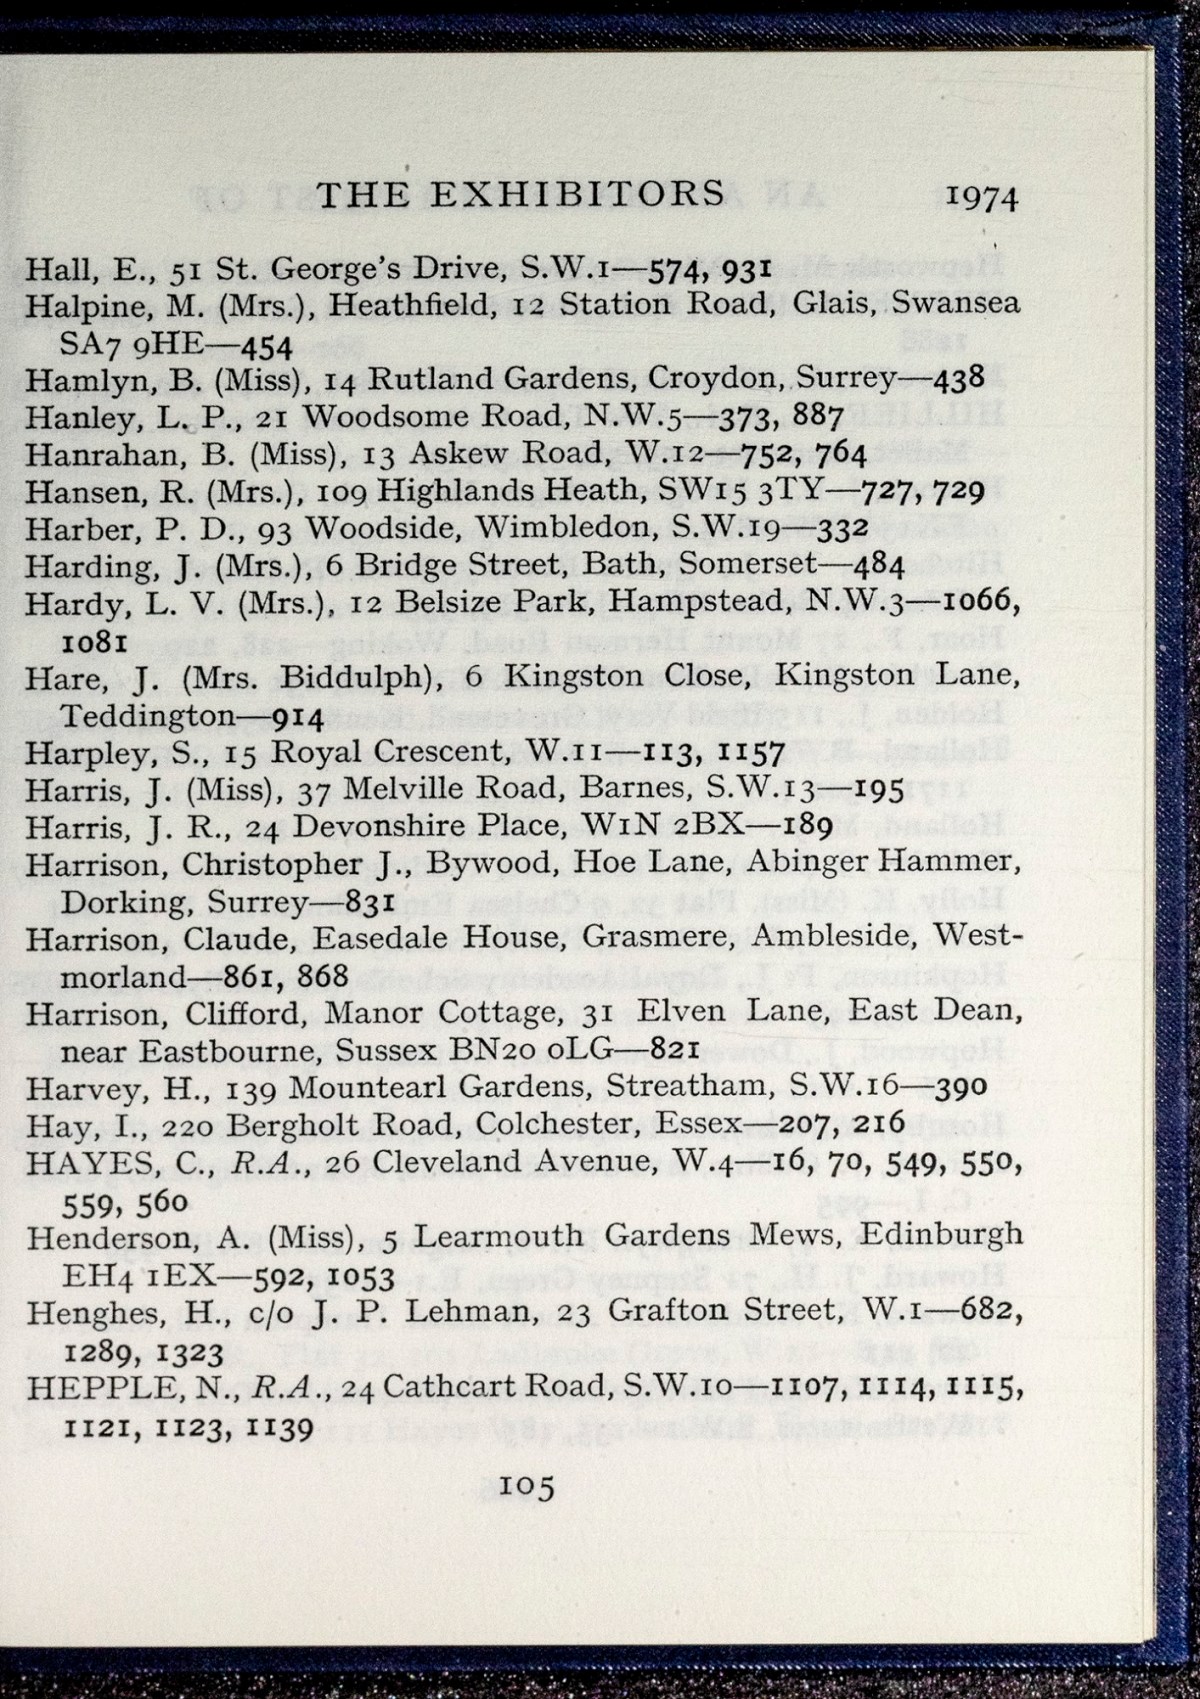 THE EXHIBITORS 1974
Hall, E., 51 St. George's Drive, S.W.1—574, 931
Halpine, M. (Mrs.), Heathfield, 12 Station Road, Glais, Swansea
SA7 9HE—454
Hamlyn, B. (Miss), 14 Rutland Gardens, Croydon, Surrey—438
Hanley, L. P., 21 Woodsome Road, N.W.5—373, 887
Hanrahan, B. (Miss), 13 Askew Road, W.12—752, 764
Hansen, R. (Mrs.), 109 Highlands Heath, SW15 3TY—727, 729
Harber, P. D., 93 Woodside, Wimbledon, S.W.19—332
Harding, J. (Mrs.), 6 Bridge Street, Bath, Somerset—484
Hardy, L. V. (Mrs.), 12 Belsize Park, Hampstead, N.W.3—1066,
1081
Hare, J. (Mrs. Biddulph), 6 Kingston Close, Kingston Lane,
Teddington—914
Harpley, S., 15 Royal Crescent, W.11—113, 1157
Harris, J. (Miss), 37 Melville Road, Barnes, S.W.13—195
Harris, J. R., 24 Devonshire Place, W1N 2BX—189
Harrison, Christopher J., Bywood, Hoe Lane, Abinger Hammer,
Dorking, Surrey—831
Harrison, Claude, Easedale House, Grasmere, Ambleside, West-
morland—861, 868
Harrison, Clifford, Manor Cottage, 31 Elven Lane, East Dean,
near Eastbourne, Sussex BN20 0LG—821
Harvey, H., 139 Mountearl Gardens, Streatham, S.W.16—390
Hay, I., 220 Bergholt Road, Colchester, Essex—207, 216
HAYES, C., R.A., 26 Cleveland Avenue, W.4—16, 70, 549, 550,
559, 560
Henderson, A. (Miss), 5 Learmouth Gardens Mews, Edinburgh
EH4 1EX—592, 1053
Henghes, H., c/o J. P. Lehman, 23 Grafton Street, W.1—682,
1289, 1323
HEPPLE, N., R.A., 24 Cathcart Road, S.W.10—1107, 1114, 1115,
1121, 1123, 1139
105